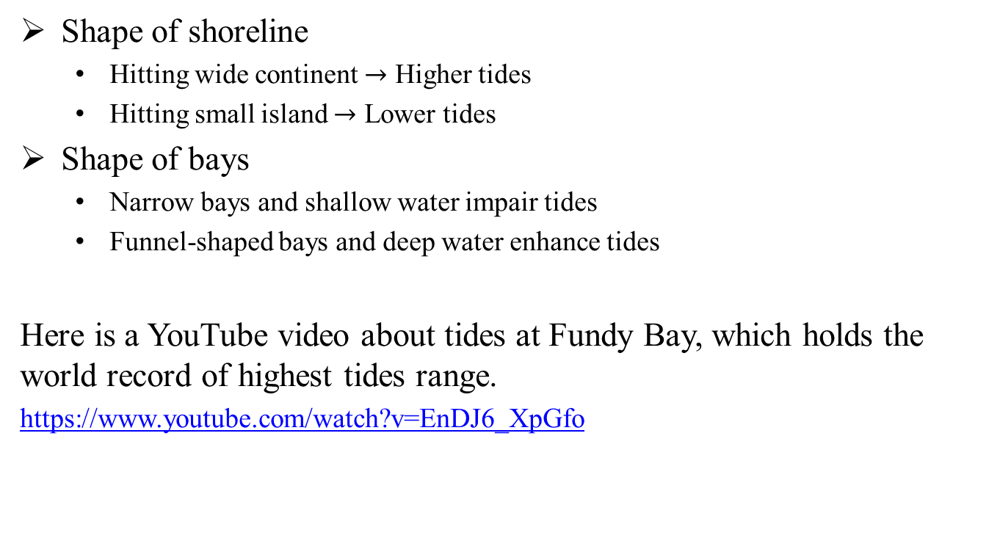 ➢ Shape of shoreline
• Hitting wide continent → Higher tides
• Hitting small island → Lower tides
➢ Shape of bays
• Narrow bays and shallow water impair tides
• Funnel-shaped bays and deep water enhance tides
Here is a YouTube video about tides at Fundy Bay, which holds the
world record of highest tides range.
https://www.youtube.com/watch?v=EnDJ6_XpGfo